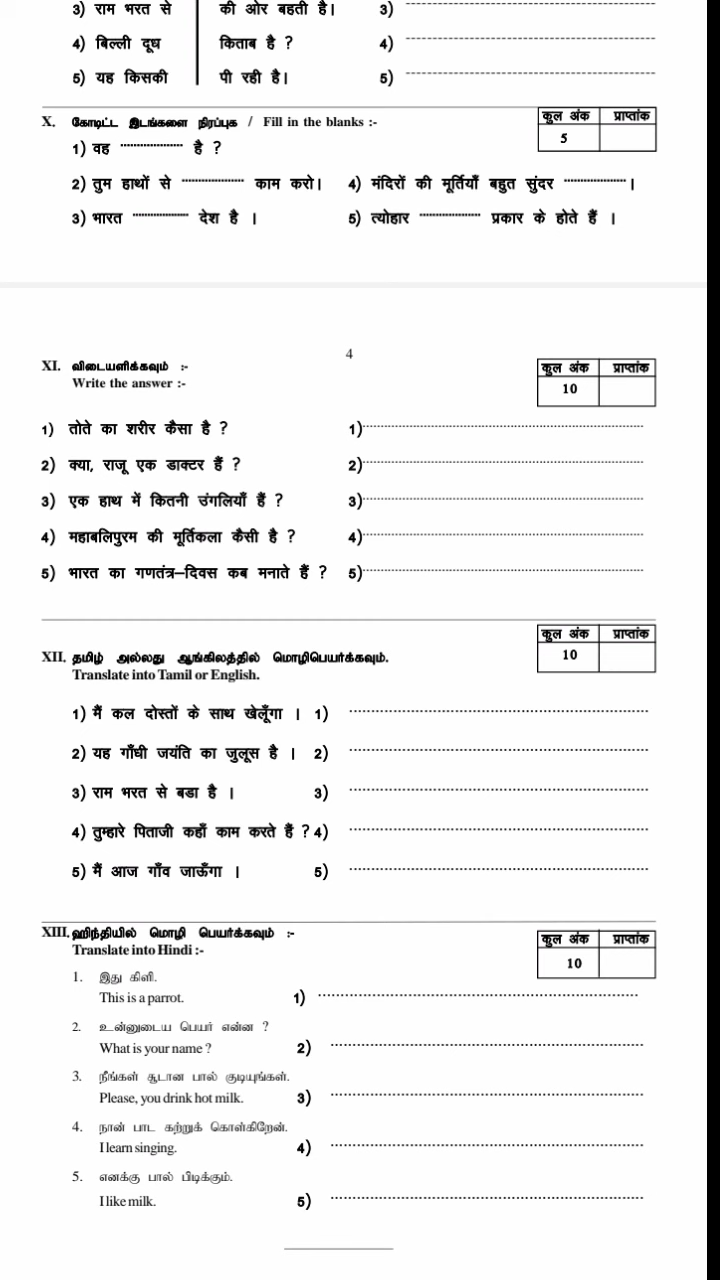 3) राम भरत से की ओर बहती है। 3)
4) बिल्ली दूध किताब है ? 4)
5) यह किसकी पी रही है। 5)
X. கோடிட்ட இடங்களை நிரப்புக / Fill in the blanks :- कुल अंक प्राप्तांक
5
1) वह .................. है ?
2) तुम हाथों से .................. काम करो। 4) मंदिरों की मूर्तियाँ बहुत सुंदर .................. ।
3) भारत ................ देश है । 5) त्योहार .................. प्रकार के होते हैं ।
4
XI. விடையளிக்கவும் :- कुल अंक प्राप्तांक
Write the answer :- 10
1) तोते का शरीर कैसा है ? 1)
2) क्या, राजू एक डाक्टर हैं ? 2)
3) एक हाथ में कितनी उंगलियाँ हैं ? 3)
4) महाबलिपुरम की मूर्तिकला कैसी है ? 4)
5) भारत का गणतंत्र–दिवस कब मनाते हैं ? 5)
कुल अंक प्राप्तांक
10
XII. தமிழ் அல்லது ஆங்கிலத்தில் மொழிபெயர்க்கவும்.
Translate into Tamil or English.
1) मैं कल दोस्तों के साथ खेलूँगा । 1)
2) यह गाँधी जयंति का जुलूस है । 2)
3) राम भरत से बडा है । 3)
4) तुम्हारे पिताजी कहाँ काम करते हैं ? 4)
5) मैं आज गाँव जाऊँगा । 5)
XIII. ஹிந்தியில் மொழி பெயர்க்கவும் :- कुल अंक प्राप्तांक
Translate into Hindi :- 10
1. இது கிளி.
This is a parrot. 1)
2. உன்னுடைய பெயர் என்ன ?
What is your name ? 2)
3. நீங்கள் சூடான பால் குடியுங்கள்.
Please, you drink hot milk. 3)
4. நான் பாட கற்றுக் கொள்கிறேன்.
I learn singing. 4)
5. எனக்கு பால் பிடிக்கும்.
I like milk. 5)